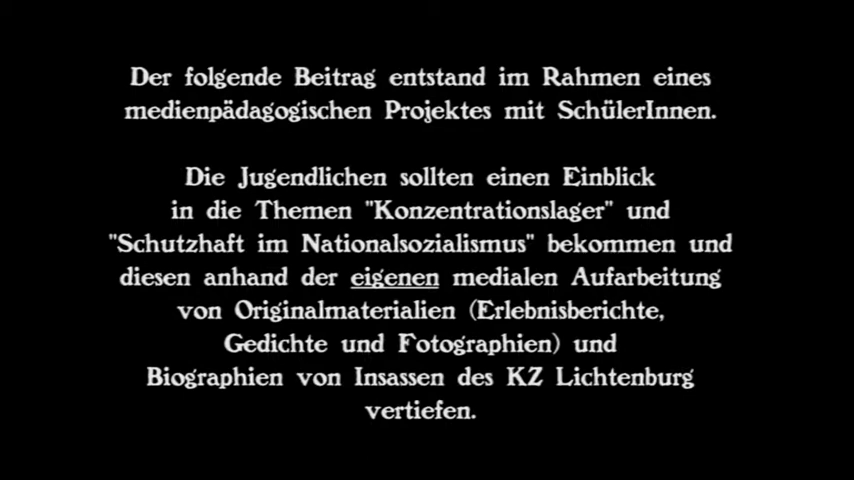 Der folgende Beitrag entstand im Rahmen eines
medienpädagogischen Projektes mit SchülerInnen.
Die Jugendlichen sollten einen Einblick
in die Themen "Konzentrationslager" und
"Schutzhaft im Nationalsozialismus" bekommen und
diesen anhand der eigenen medialen Aufarbeitung
von Originalmaterialien (Erlebnisberichte,
Gedichte und Fotographien) und
Biographien von Insassen des KZ Lichtenburg
vertiefen.